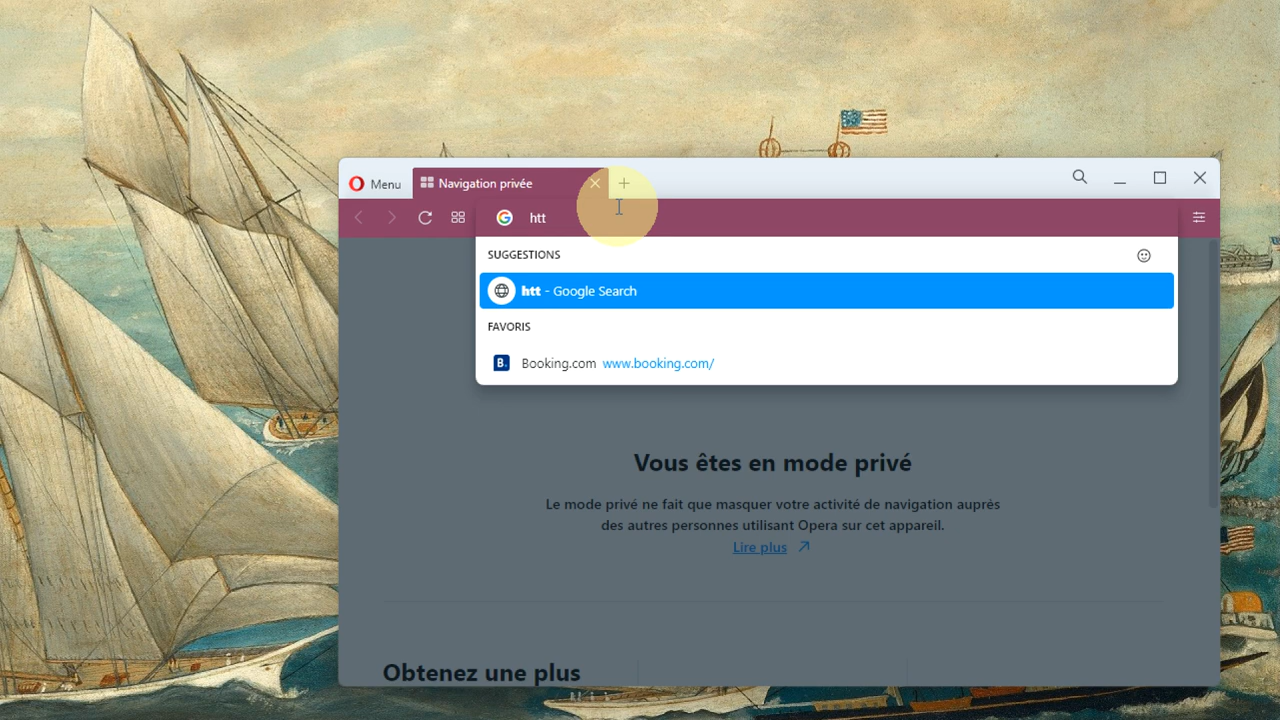 Menu
Navigation privée
htt
SUGGESTIONS
htt - Google Search
FAVORIS
B. Booking.com www.booking.com/
Vous êtes en mode privé
Le mode privé ne fait que masquer votre activité de navigation auprès
des autres personnes utilisant Opera sur cet appareil.
Lire plus
Obtenez une plus